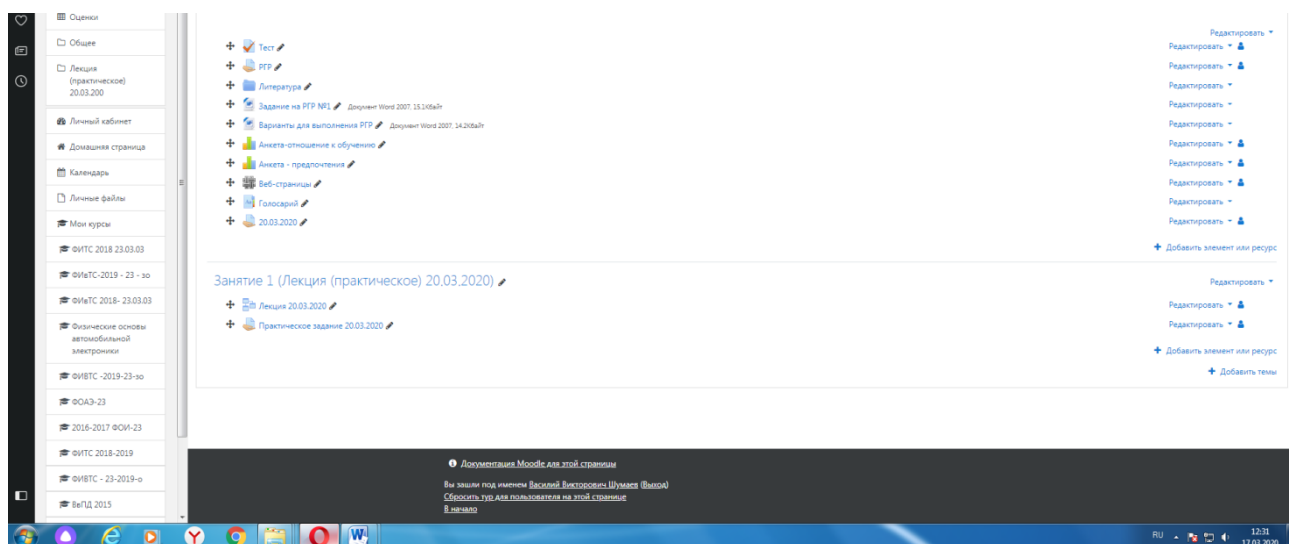 Оценки
Общее
Лекция
(практическое)
20.03.200
Личный кабинет
Домашняя страница
Календарь
Личные файлы
Мои курсы
ФИТС 2018 23.03.03
ФИвТС-2019 - 23 - зо
ФИвТС 2018- 23.03.03
Физические основы
автомобильной
электроники
ФИВТС -2019-23-зо
ФОАЭ-23
2016-2017 ФОИ-23
ФИТС 2018-2019
ФИВТС - 23-2019-о
ВвПД 2015
Редактировать
Тест Редактировать
РГР Редактировать
Литература Редактировать
Задание на РГР №1 Документ Word 2007, 15.1Кбайт Редактировать
Варианты для выполнения РГР Документ Word 2007, 14.2Кбайт Редактировать
Анкета-отношение к обучению Редактировать
Анкета - предпочтения Редактировать
Веб-страницы Редактировать
Голосарий Редактировать
20.03.2020 Редактировать
Добавить элемент или ресурс
Занятие 1 (Лекция (практическое) 20.03.2020) Редактировать
Лекция 20.03.2020 Редактировать
Практическое задание 20.03.2020 Редактировать
Добавить элемент или ресурс
Добавить темы
Документация Moodle для этой страницы
Вы зашли под именем Василий Викторович Шумаев (Выход)
Сбросить тур для пользователя на этой странице
В начало
RU 12:31
17.03.2020